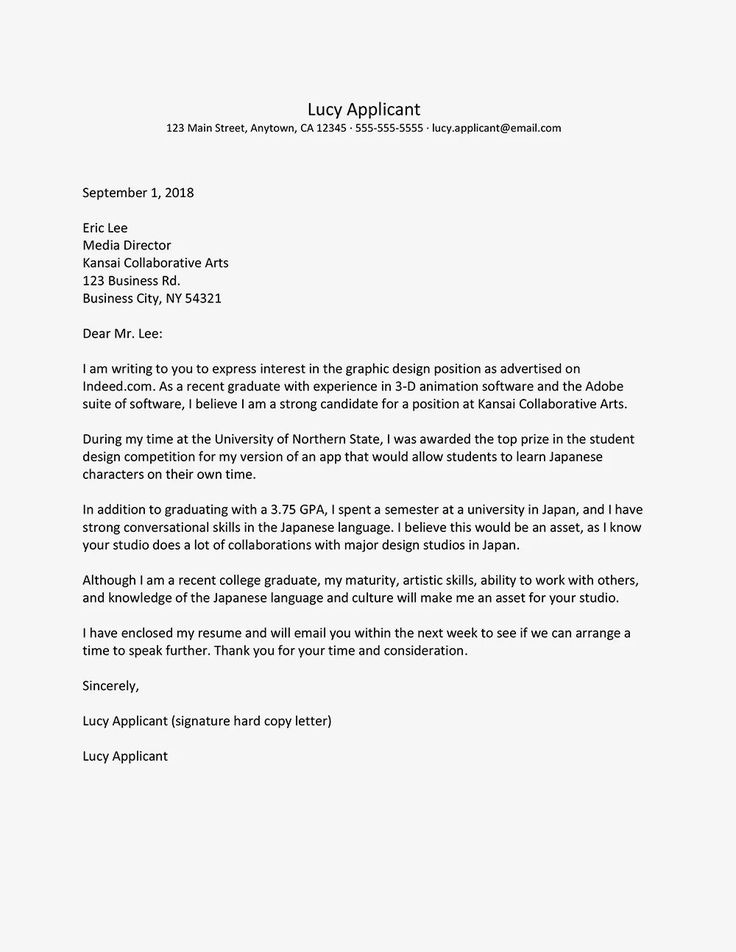 Lucy Applicant
123 Main Street, Anytown, CA 12345 · 555-555-5555 · lucy.applicant@email.com
September 1, 2018
Eric Lee
Media Director
Kansai Collaborative Arts
123 Business Rd.
Business City, NY 54321
Dear Mr. Lee:
I am writing to you to express interest in the graphic design position as advertised on
Indeed.com. As a recent graduate with experience in 3-D animation software and the Adobe
suite of software, I believe I am a strong candidate for a position at Kansai Collaborative Arts.
During my time at the University of Northern State, I was awarded the top prize in the student
design competition for my version of an app that would allow students to learn Japanese
characters on their own time.
In addition to graduating with a 3.75 GPA, I spent a semester at a university in Japan, and I have
strong conversational skills in the Japanese language. I believe this would be an asset, as I know
your studio does a lot of collaborations with major design studios in Japan.
Although I am a recent college graduate, my maturity, artistic skills, ability to work with others,
and knowledge of the Japanese language and culture will make me an asset for your studio.
I have enclosed my resume and will email you within the next week to see if we can arrange a
time to speak further. Thank you for your time and consideration.
Sincerely,
Lucy Applicant (signature hard copy letter)
Lucy Applicant